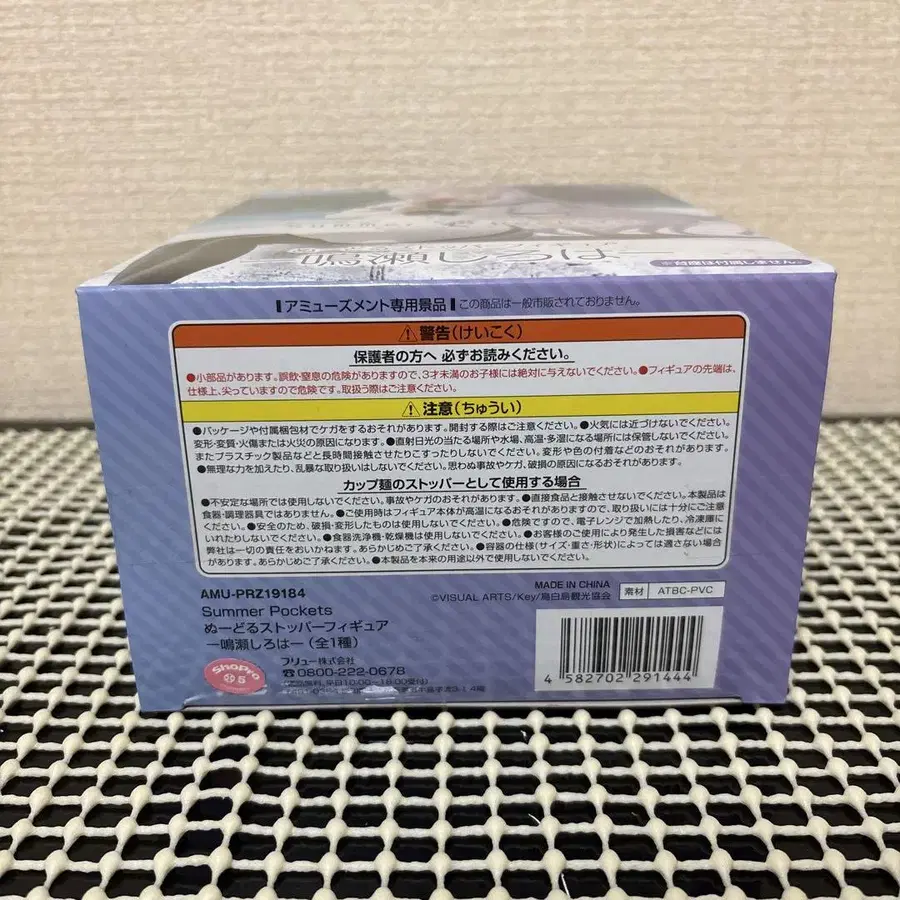 鳴瀬しろは
※台座は付属しません。
アミューズメント専用景品 この商品は一般市販されておりません。
⚠警告(けいこく)
保護者の方へ 必ずお読みください。
●小部品があります。誤飲・窒息の危険がありますので、3才未満のお子様には絶対に与えないでください。●フィギュアの先端は、
仕様上、尖っていますので危険です。取扱う際はご注意ください。
⚠注意(ちゅうい)
●パッケージや付属梱包材でケガをするおそれがあります。開封する際はご注意ください。●火気には近づけないでください。
変形・変質・火傷または火災の原因になります。●直射日光の当たる場所や水場、高温・多湿になる場所には保管しないでください。
またプラスチック製品などと長時間接触させたりこすったりしないでください。変形や色の付着などのおそれがあります。
●無理な力を加えたり、乱暴な取り扱いはしないでください。思わぬ事故やケガ、破損の原因になるおそれがあります。
カップ麺のストッパーとして使用する場合
●不安定な場所では使用しないでください。事故やケガのおそれがあります。●直接食品と接触させないでください。本製品は
食器・調理器具ではありません。●ご使用時はフィギュア本体が高温になるおそれがありますので、取り扱いには十分にご注意
ください。●安全のため、破損・変形したものは使用しないでください。●危険ですので、電子レンジで加熱したり、冷凍庫に
いれたりしないでください。●食器洗浄機・乾燥機は使用しないでください。●お客様のご使用により発生した損害などには
弊社は一切の責任をおいかねます。あらかじめご了承ください。●容器の仕様(サイズ・重さ・形状)によっては適さない場合
があります。あらかじめご了承ください。●本製品を本来の用途以外で使用しないでください。
AMU-PRZ19184
Summer Pockets
ぬーどるストッパーフィギュア
ー鳴瀬しろはー(全1種)
MADE IN CHINA
©VISUAL ARTS/Key/鳥白島観光協会
素材 ATBC-PVC
ShoPro
5
フリュー株式会社
☎0800-222-0678
4 582702 291444